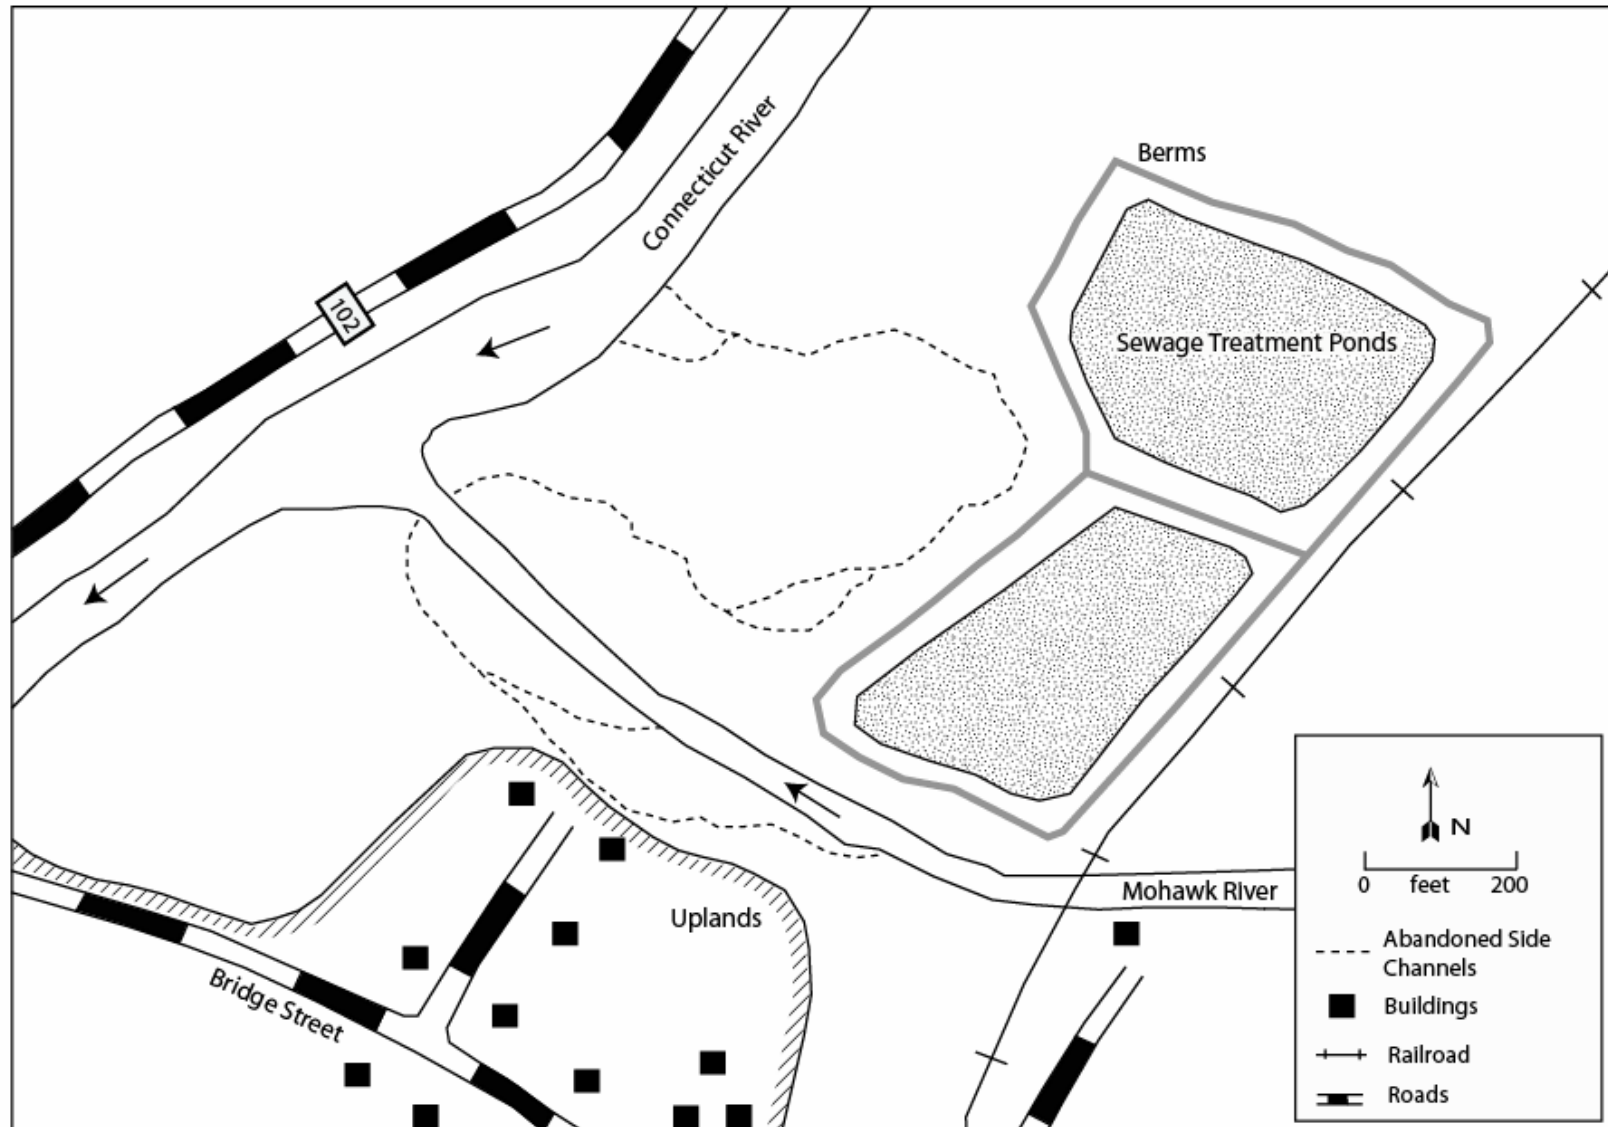 Berms
Connecticut River
102
Sewage Treatment Ponds
Mohawk River
Uplands
Bridge Street
N
0 feet 200
Abandoned Side
Channels
Buildings
Railroad
Roads